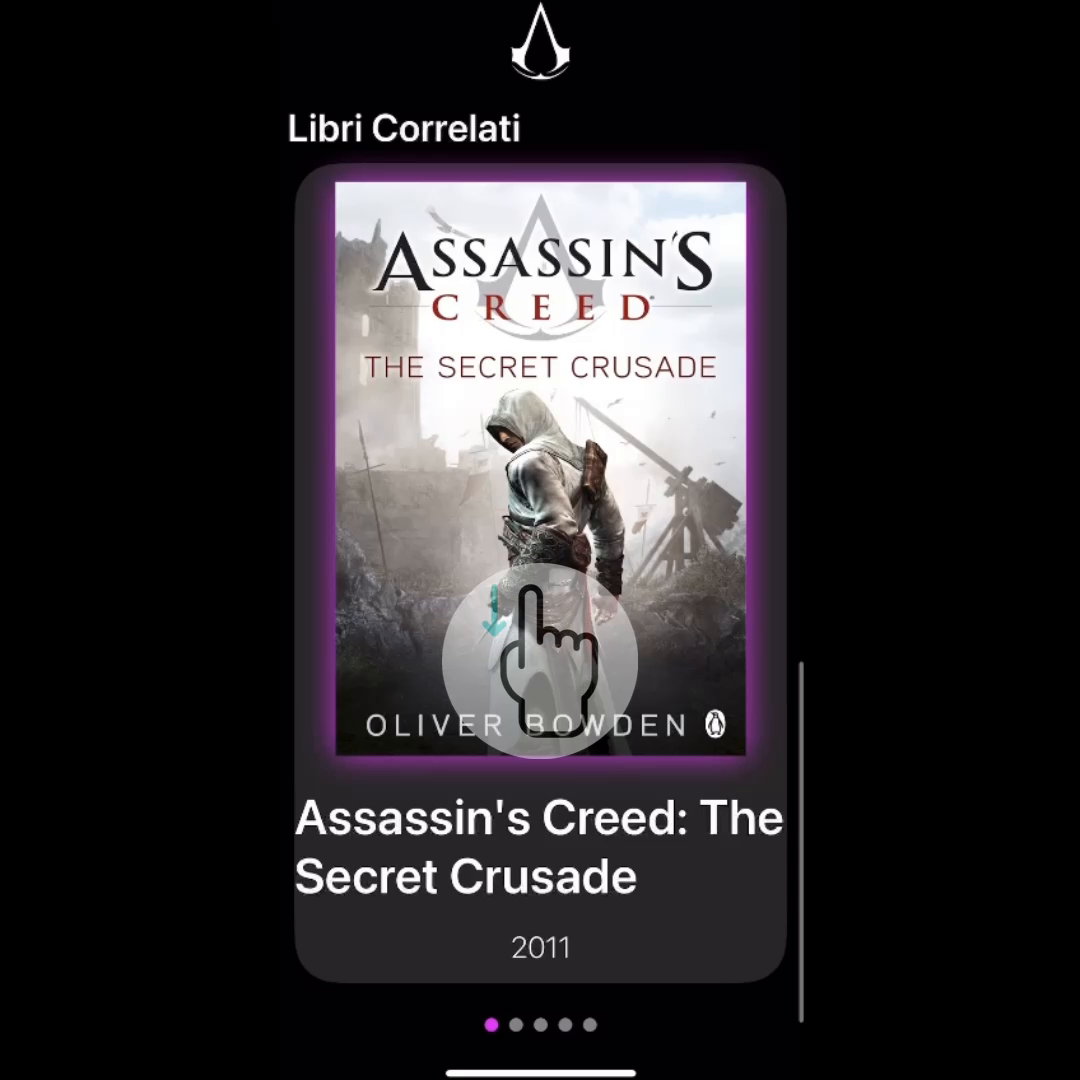 Libri Correlati
ASSASSIN'S
CREED
THE SECRET CRUSADE
OLIVER BOWDEN
Assassin's Creed: The
Secret Crusade
2011